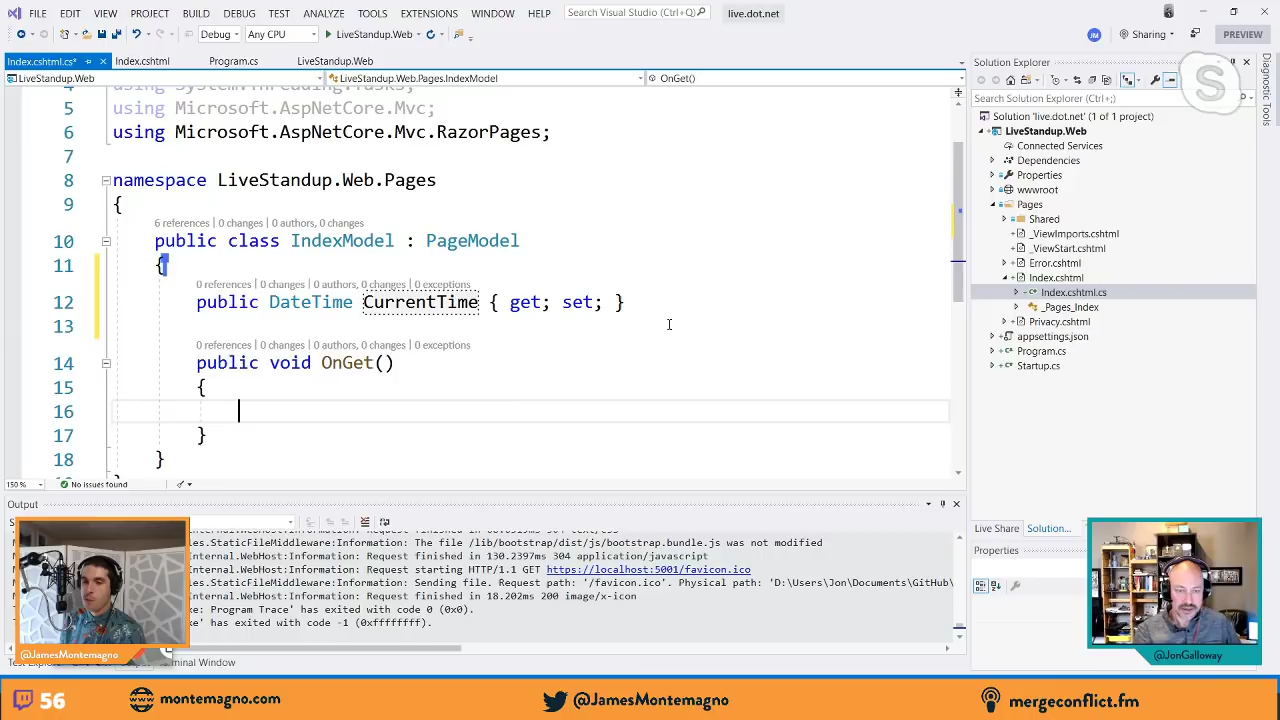 FILE EDIT VIEW PROJECT BUILD DEBUG TEST ANALYZE TOOLS EXTENSIONS WINDOW HELP Search Visual Studio (Ctrl+Q) live.dot.net JM
Debug Any CPU LiveStandup.Web Sharing PREVIEW
Index.cshtml.cs* Index.cshtml Program.cs LiveStandup.Web
LiveStandup.Web LiveStandup.Web.Pages.IndexModel OnGet()
4 using System.Threading.Tasks;
5 using Microsoft.AspNetCore.Mvc;
6 using Microsoft.AspNetCore.Mvc.RazorPages;
7
8 namespace LiveStandup.Web.Pages
9 {
6 references | 0 changes | 0 authors, 0 changes
10 public class IndexModel : PageModel
11 {
0 references | 0 changes | 0 authors, 0 changes | 0 exceptions
12 public DateTime CurrentTime { get; set; }
13
0 references | 0 changes | 0 authors, 0 changes | 0 exceptions
14 public void OnGet()
15 {
16
17 }
18 }
150 % No issues found
Output
es.StaticFileMiddleware:Information: The file /lib/bootstrap/dist/js/bootstrap.bundle.js was not modified
Internal.WebHost:Information: Request finished in 130.2397ms 304 application/javascript
Internal.WebHost:Information: Request starting HTTP/1.1 GET https://localhost:5001/favicon.ico
es.StaticFileMiddleware:Information: Sending file. Request path: '/favicon.ico'. Physical path: 'D:\Users\Jon\Documents\GitHub\
Internal.WebHost:Information: Request finished in 18.202ms 200 image/x-icon
: Program Trace' has exited with code 0 (0x0).
' has exited with code -1 (0xffffffff).
Solution Explorer
Search Solution Explorer (Ctrl+;)
Solution 'live.dot.net' (1 of 1 project)
LiveStandup.Web
Connected Services
Dependencies
Properties
wwwroot
Pages
Shared
_ViewImports.cshtml
_ViewStart.cshtml
Error.cshtml
Index.cshtml
Index.cshtml.cs
_Pages_Index
Privacy.cshtml
appsettings.json
Program.cs
Startup.cs
Live Share Solution...
Properties
Diagnostic Tools
S
@JamesMontemagno
@JonGalloway
56 montemagno.com @JamesMontemagno mergeconflict.fm